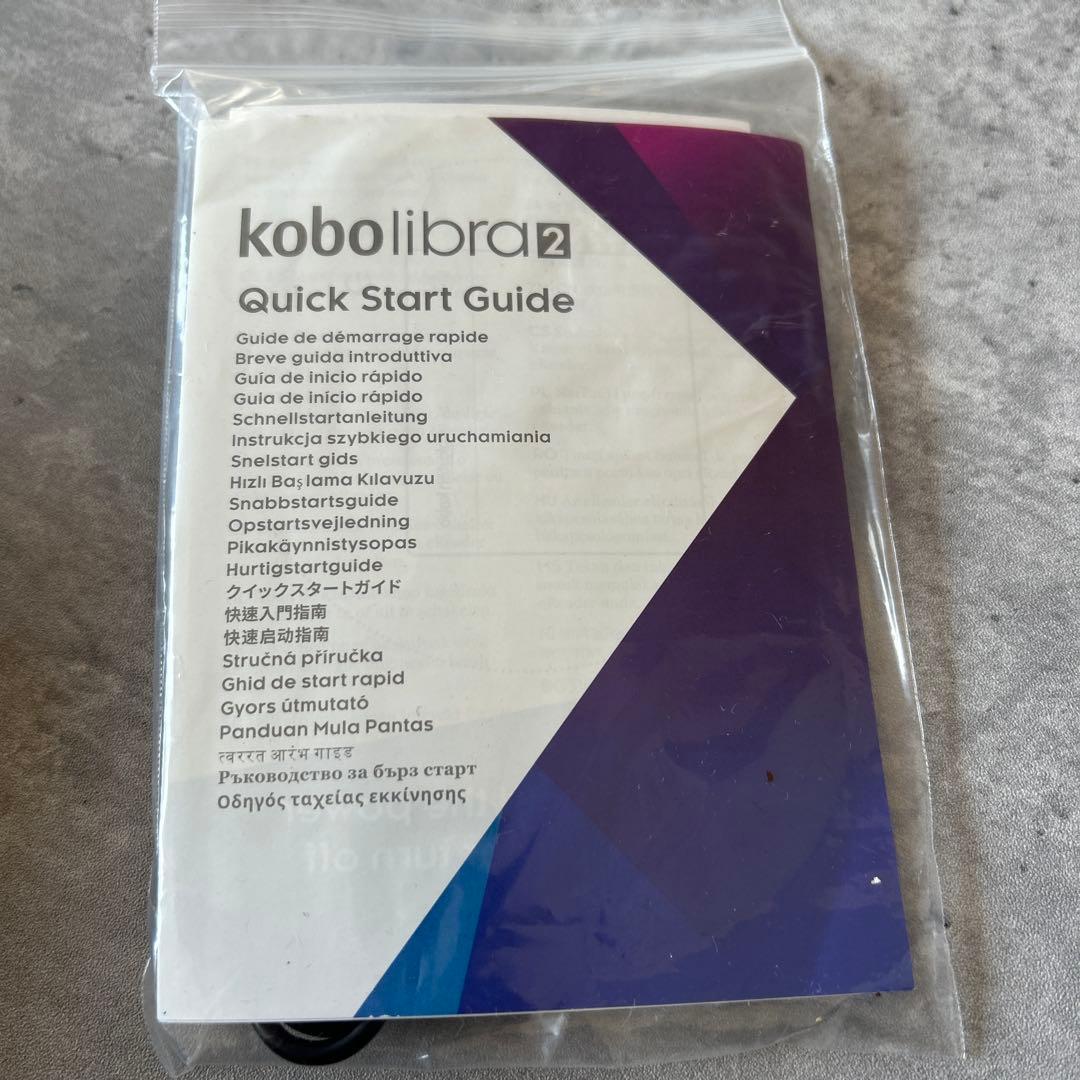 kobo libra 2
Quick Start Guide
Guide de démarrage rapide
Breve guida introduttiva
Guía de inicio rápido
Guia de início rápido
Schnellstartanleitung
Instrukcja szybkiego uruchamiania
Snelstart gids
Hızlı Başlama Kılavuzu
Snabbstartsguide
Opstartsvejledning
Pikakäynnistysopas
Hurtigstartguide
クイックスタートガイド
快速入門指南
快速启动指南
Stručná příručka
Ghid de start rapid
Gyors útmutató
Panduan Mula Pantas
त्वररत आरंभ गाइड
Ръководство за бърз старт
Οδηγός ταχείας εκκίνησης